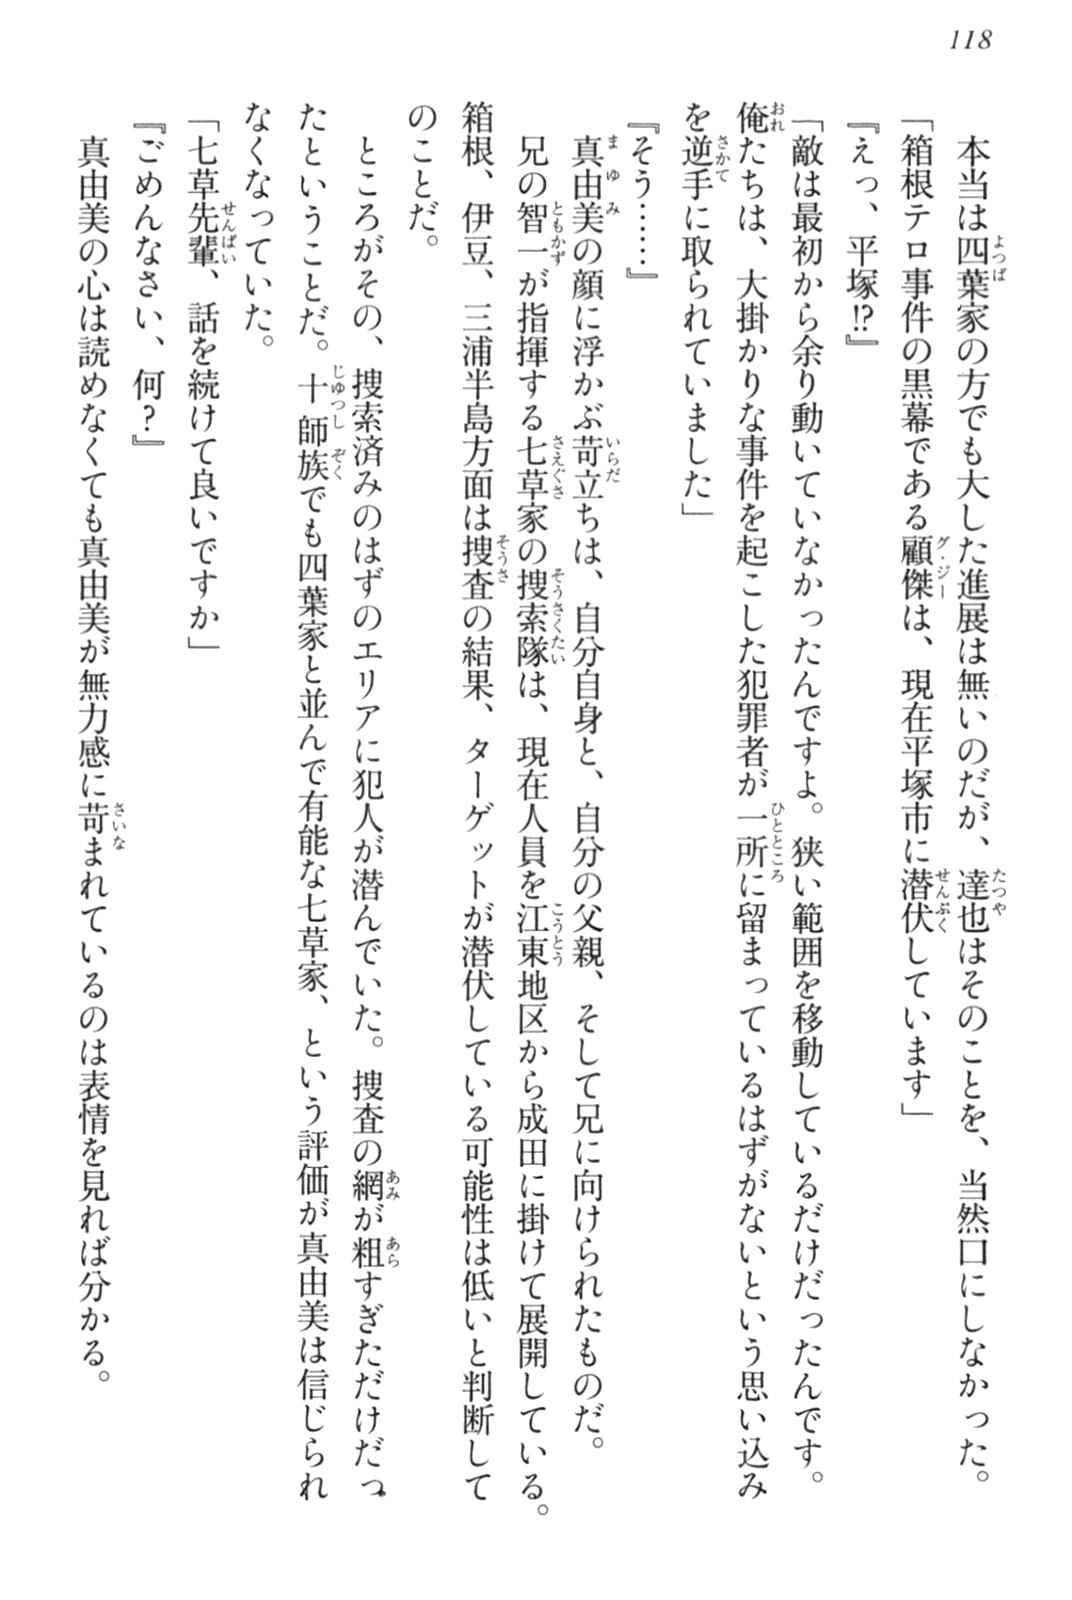 118
本当は四葉家の方でも大した進展は無いのだが、達也はそのことを、当然口にしなかった。
「箱根テロ事件の黒幕である顧傑は、現在平塚市に潜伏しています」
『えっ、平塚!?』
「敵は最初から余り動いていなかったんですよ。狭い範囲を移動しているだけだったんです。
俺たちは、大掛かりな事件を起こした犯罪者が一所に留まっているはずがないという思い込み
を逆手に取られていました」
『そう……』
真由美の顔に浮かぶ苛立ちは、自分自身と、自分の父親、そして兄に向けられたものだ。
兄の智一が指揮する七草家の捜索隊は、現在人員を江東地区から成田に掛けて展開している。
箱根、伊豆、三浦半島方面は捜査の結果、ターゲットが潜伏している可能性は低いと判断して
のことだ。
ところがその、捜索済みのはずのエリアに犯人が潜んでいた。捜査の網が粗すぎただけだっ
たということだ。十師族でも四葉家と並んで有能な七草家、という評価が真由美は信じられ
なくなっていた。
「七草先輩、話を続けて良いですか」
『ごめんなさい、何?』
真由美の心は読めなくても真由美が無力感に苛まれているのは表情を見れば分かる。